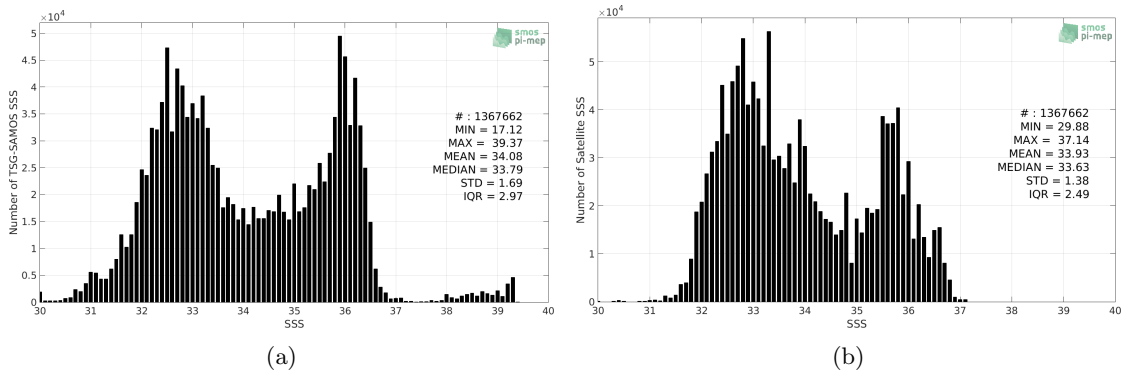 ×10⁴
5
4.5
4
3.5
3
2.5
2
1.5
1
0.5
0
Number of TSG-SAMOS SSS
smos
pi-mep
# : 1367662
MIN = 17.12
MAX = 39.37
MEAN = 34.08
MEDIAN = 33.79
STD = 1.69
IQR = 2.97
30 31 32 33 34 35 36 37 38 39 40
SSS
(a)
×10⁴
5
4
3
2
1
0
Number of Satellite SSS
smos
pi-mep
# : 1367662
MIN = 29.88
MAX = 37.14
MEAN = 33.93
MEDIAN = 33.63
STD = 1.38
IQR = 2.49
30 31 32 33 34 35 36 37 38 39 40
SSS
(b)